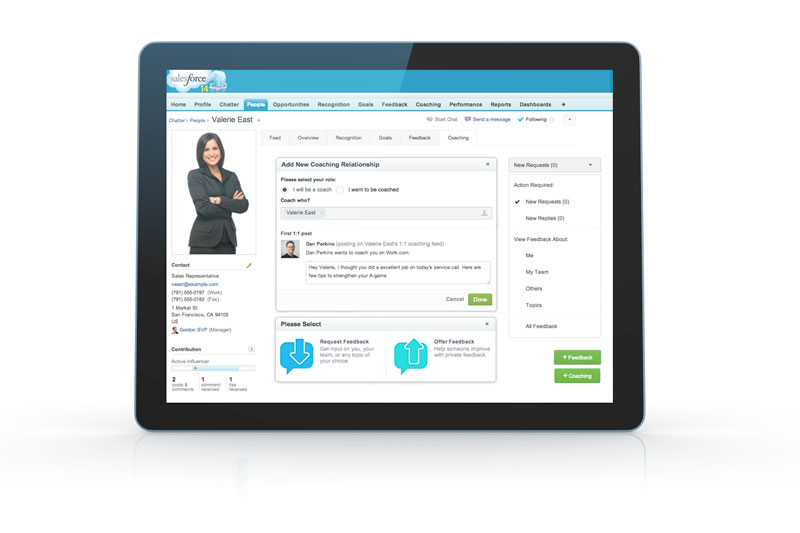 salesforce
14
Home Profile Chatter People Opportunities Recognition Goals Feedback Coaching Performance Reports Dashboards +
Chatter › People › Valerie East
Start Chat Send a message Following
Feed Overview Recognition Goals Feedback Coaching
Add New Coaching Relationship ×
Please select your role:
I will be a coach I want to be coached
Coach who?
Valerie East
First 1:1 post
Dan Perkins (posting on Valerie East's 1:1 coaching feed)
Dan Perkins wants to coach you on Work.com.
Hey Valerie, I thought you did a excellent job on today's service call. Here are
few tips to strengthen your A-game
Cancel Done
Please Select ×
Request Feedback
Get input on you, your
team, or any topic of
your choice.
Offer Feedback
Help someone improve
with private feedback.
New Requests (0)
Action Required:
New Requests (0)
New Replies (0)
View Feedback About:
Me
My Team
Others
Topics
All Feedback
+ Feedback
+ Coaching
Contact
Sales Representative
veast@example.com
(791) 555-0197 (Work)
(791) 555-0182 (Fax)
1 Market St
San Francisco, CA 94105
US
Gordon SVP (Manager)
Contribution
Active Influencer
2 1 1
posts & comment like
comments received received